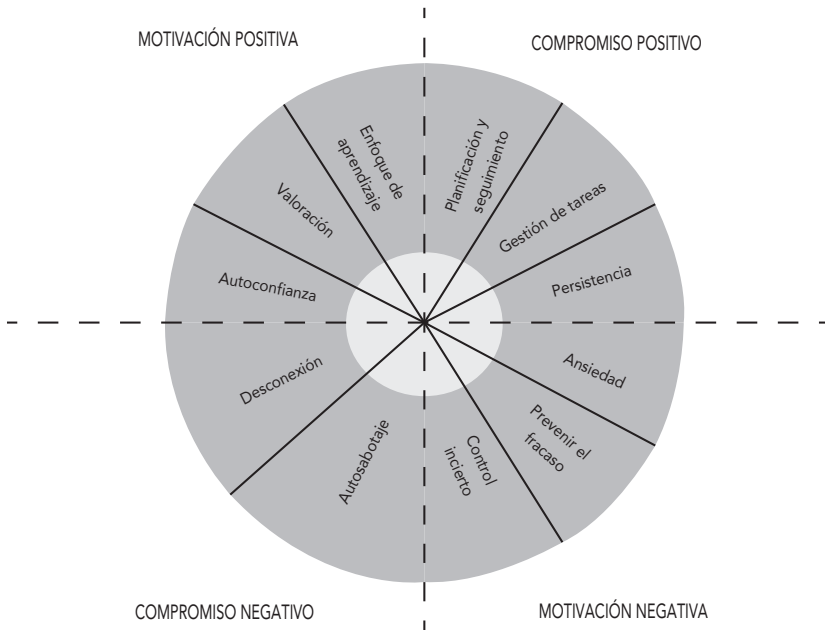 MOTIVACIÓN POSITIVA
COMPROMISO POSITIVO
Enfoque de
aprendizaje
Planificación y
seguimiento
Valoración
Gestión de tareas
Autoconfianza
Persistencia
Desconexión
Ansiedad
Autosabotaje
Control
incierto
Prevenir el
fracaso
COMPROMISO NEGATIVO
MOTIVACIÓN NEGATIVA